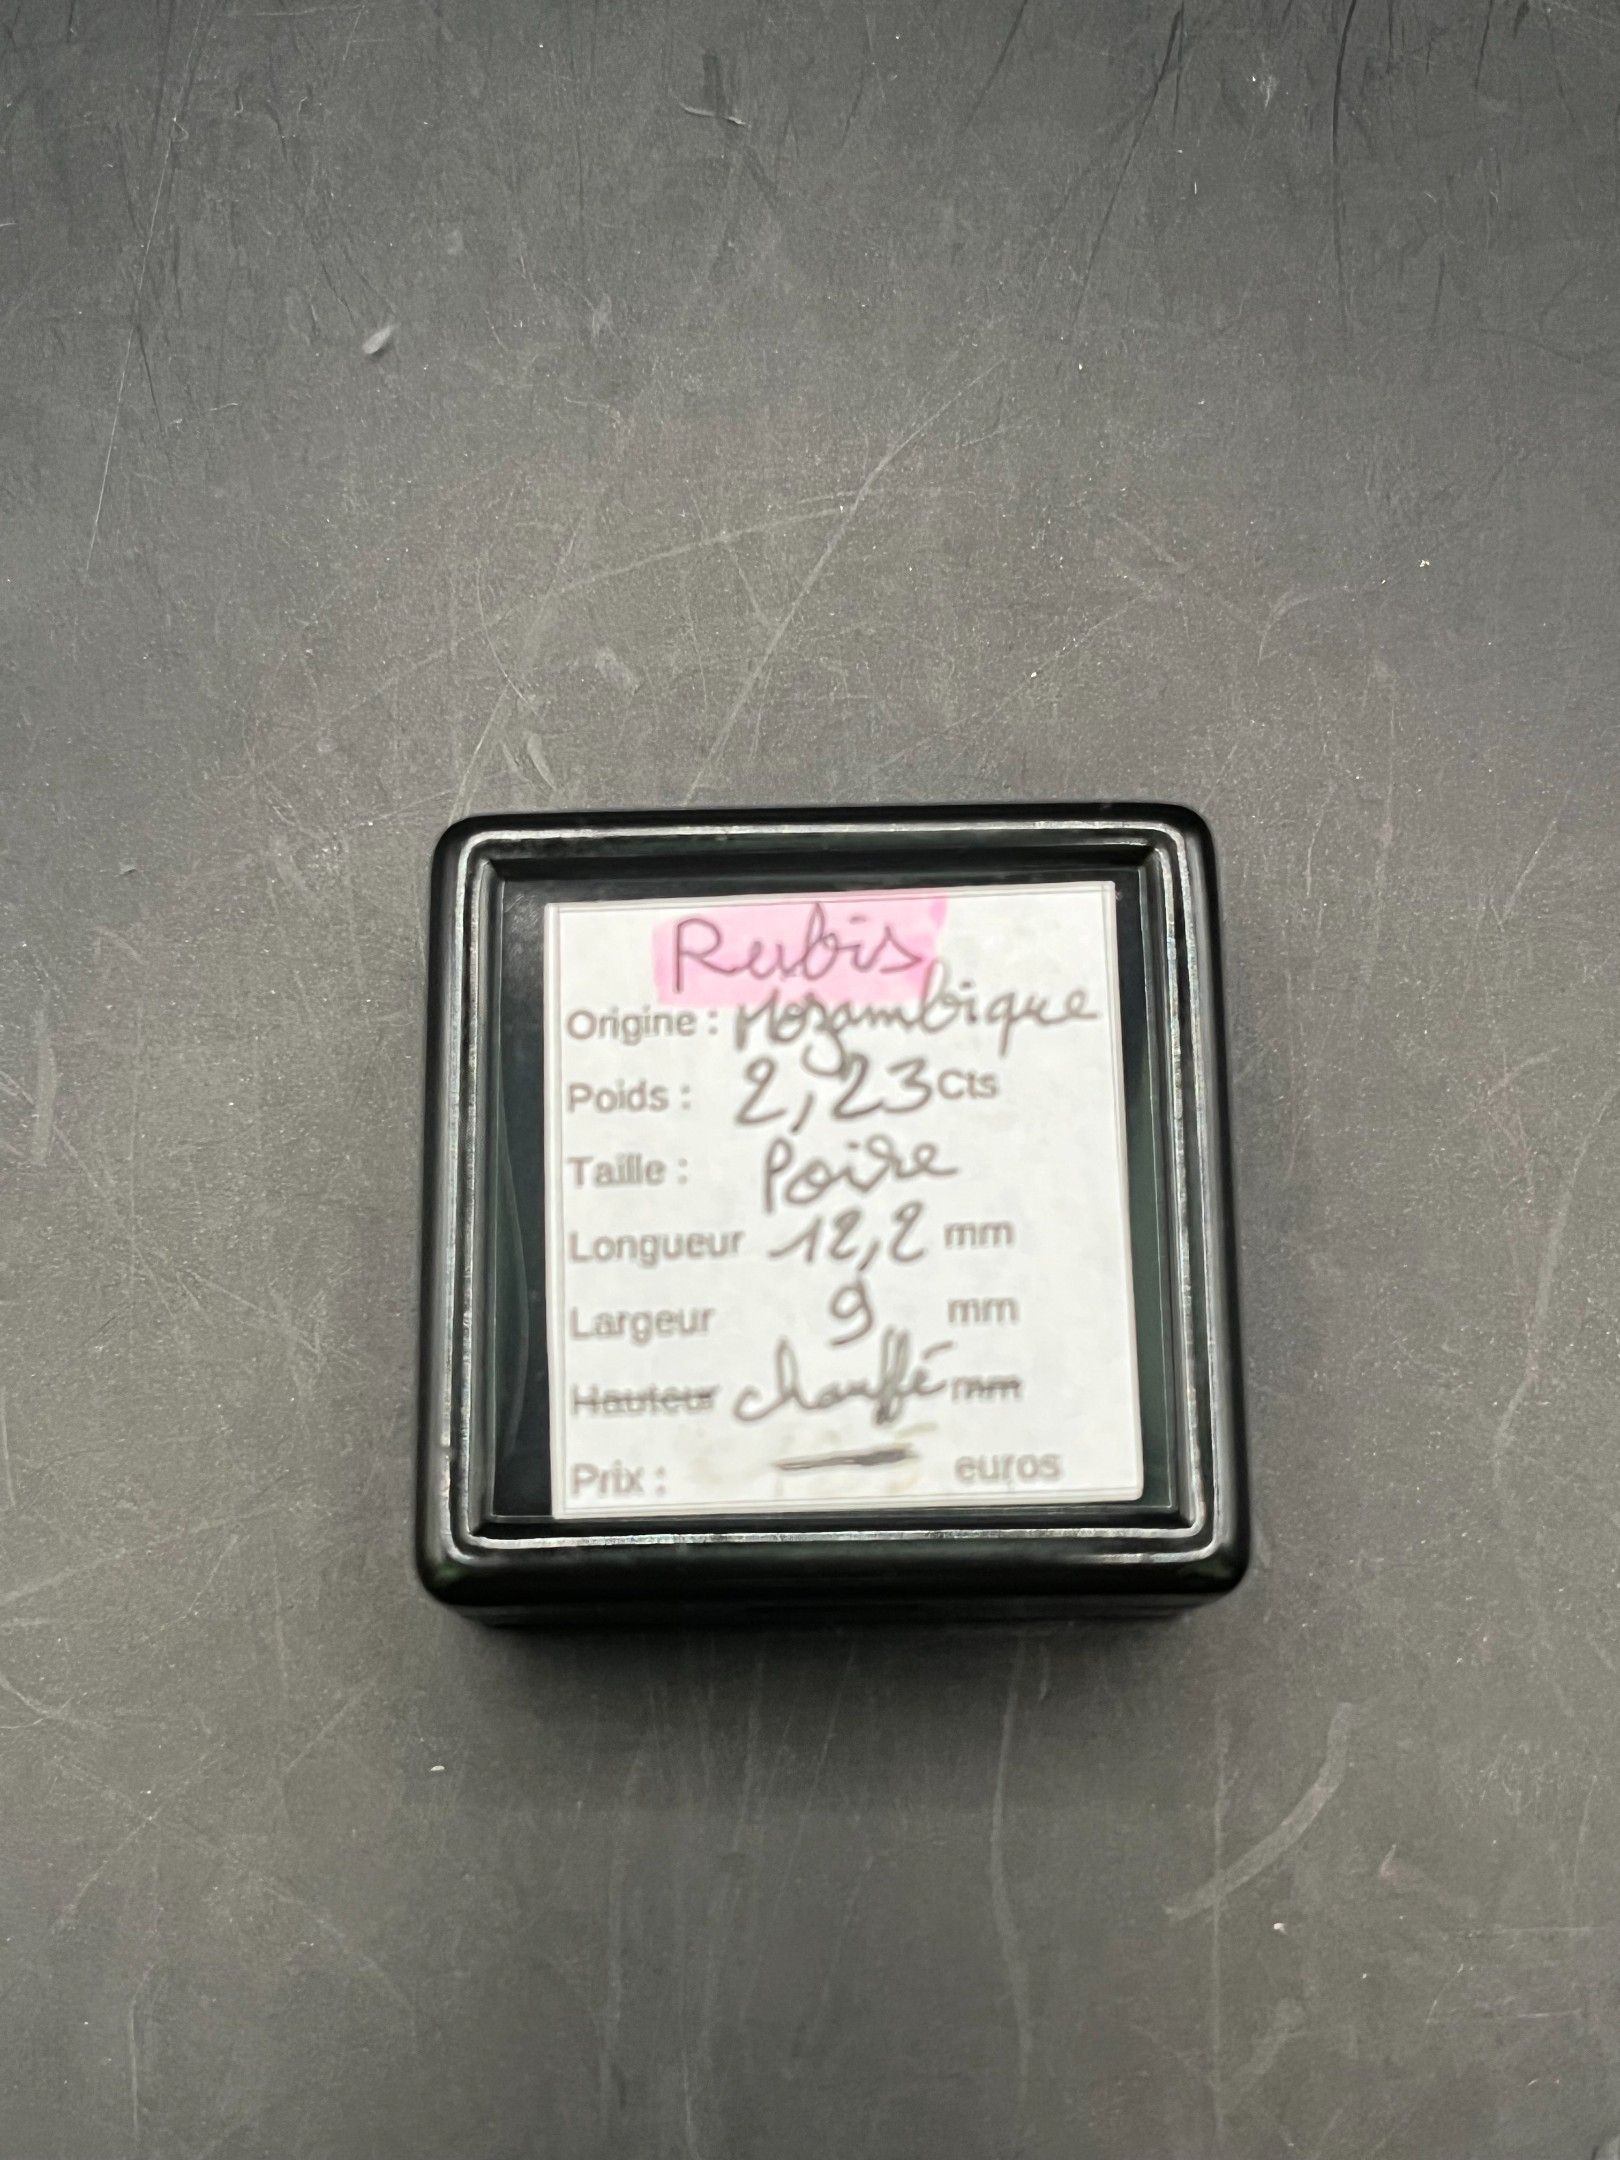 Rubis
Origine : Mozambique
Poids : 2,23 Cts
Taille : Poire
Longueur 12,2 mm
Largeur 9 mm
Hauteur chauffé mm
Prix : — euros